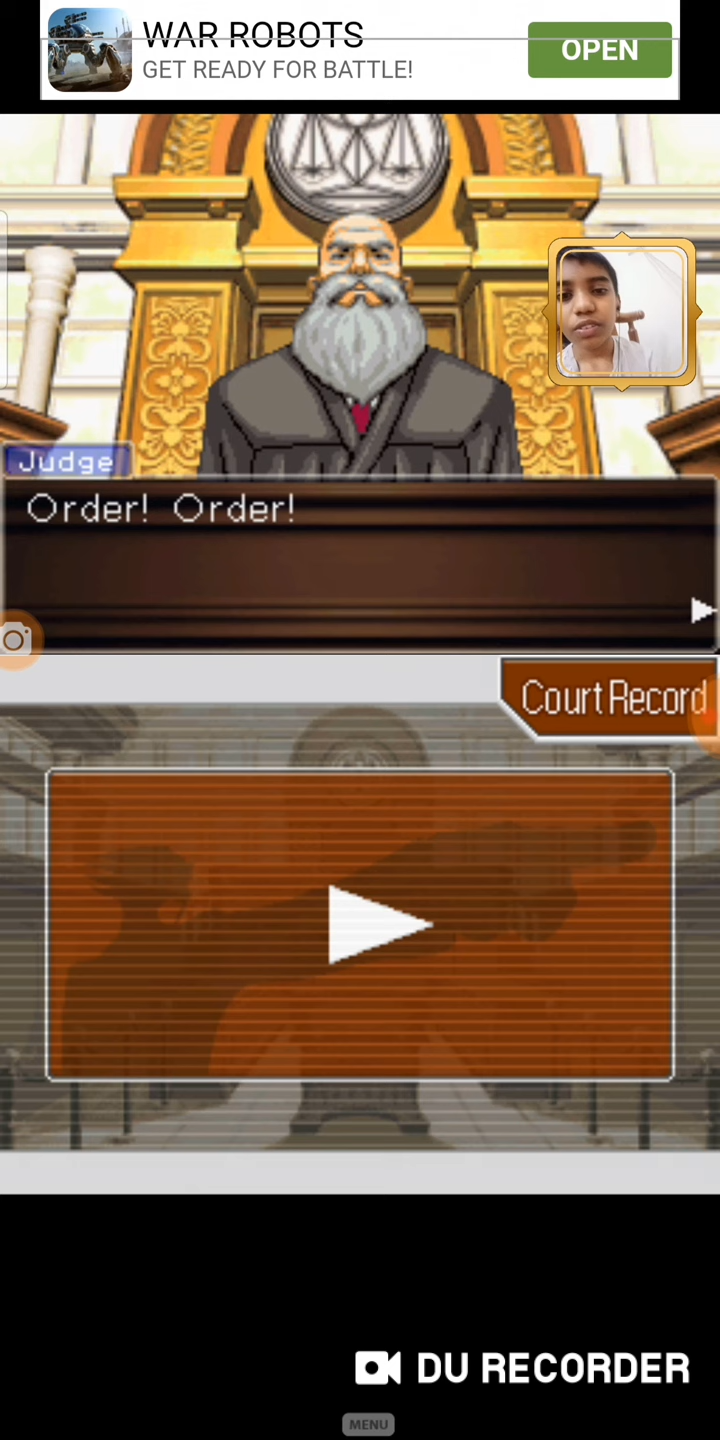 WAR ROBOTS
GET READY FOR BATTLE!
OPEN
Judge
Order! Order!
Court Record
DU RECORDER
MENU